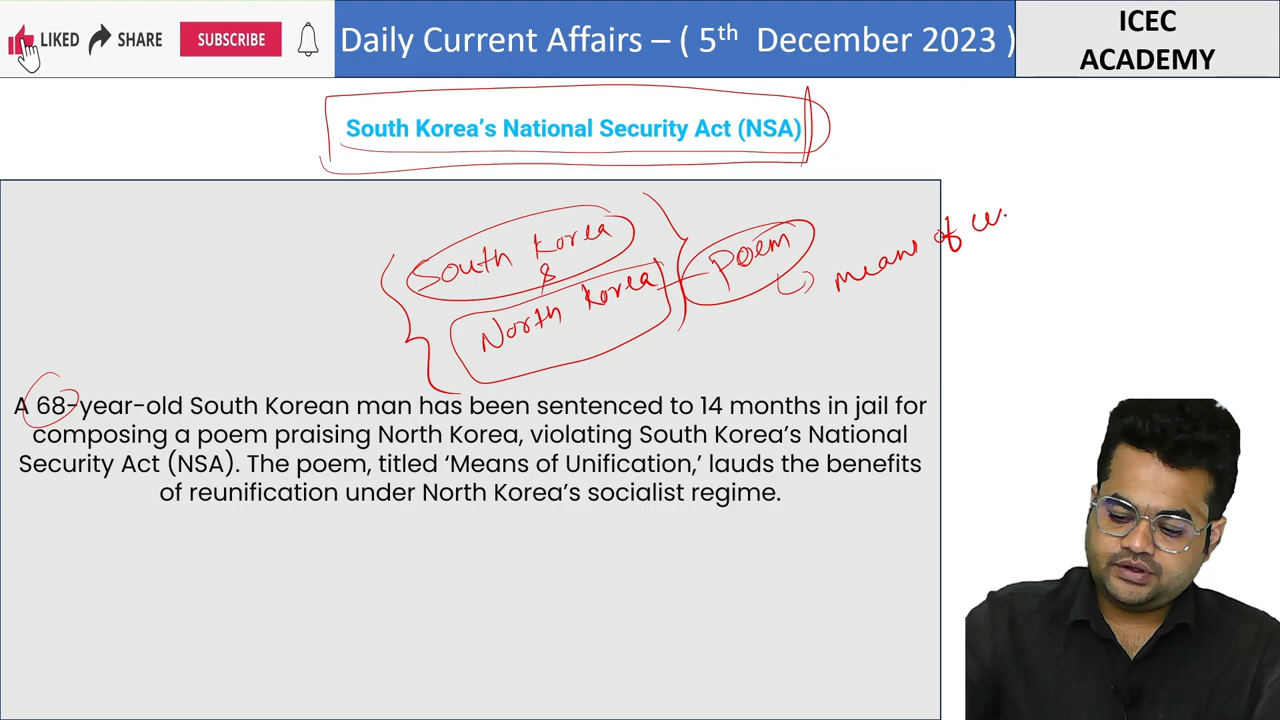 LIKED SHARE SUBSCRIBE
Daily Current Affairs – ( 5th December 2023 )
ICEC
ACADEMY
South Korea's National Security Act (NSA)
South Korea
&
North Korea
Poem
means of
A 68-year-old South Korean man has been sentenced to 14 months in jail for
composing a poem praising North Korea, violating South Korea's National
Security Act (NSA). The poem, titled ‘Means of Unification,’ lauds the benefits
of reunification under North Korea's socialist regime.